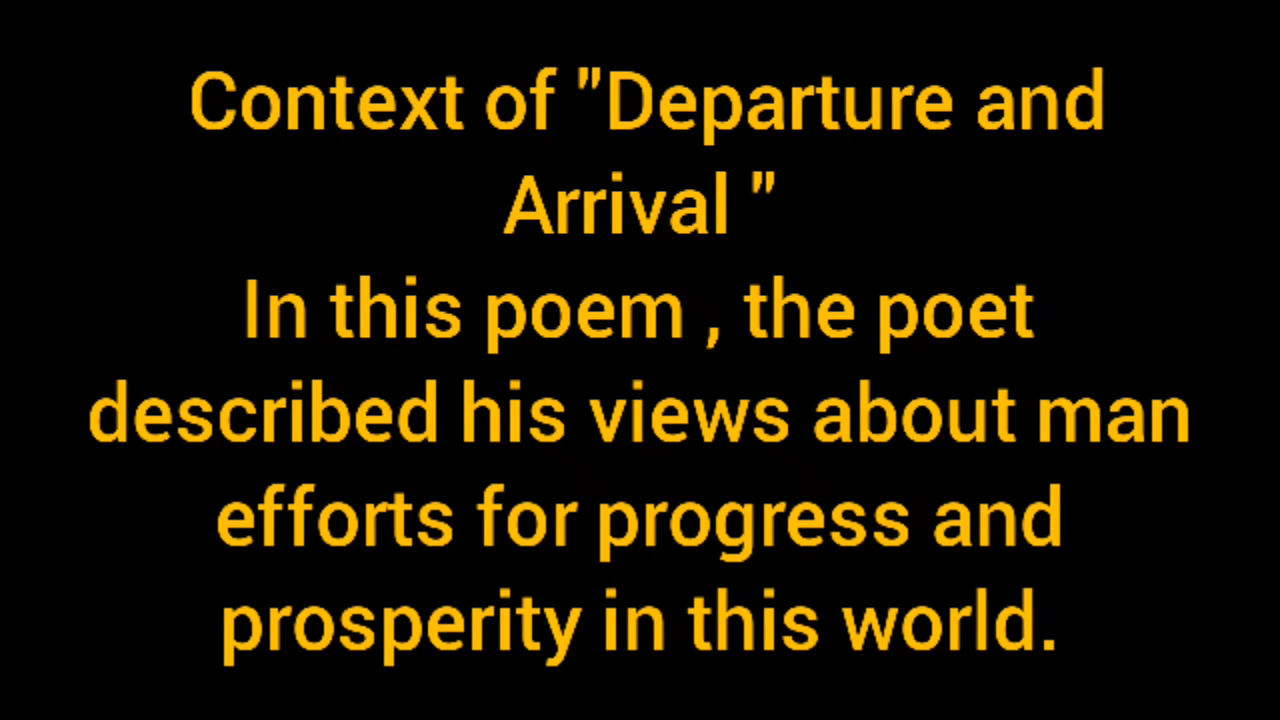 Context of "Departure and
Arrival "
In this poem , the poet
described his views about man
efforts for progress and
prosperity in this world.